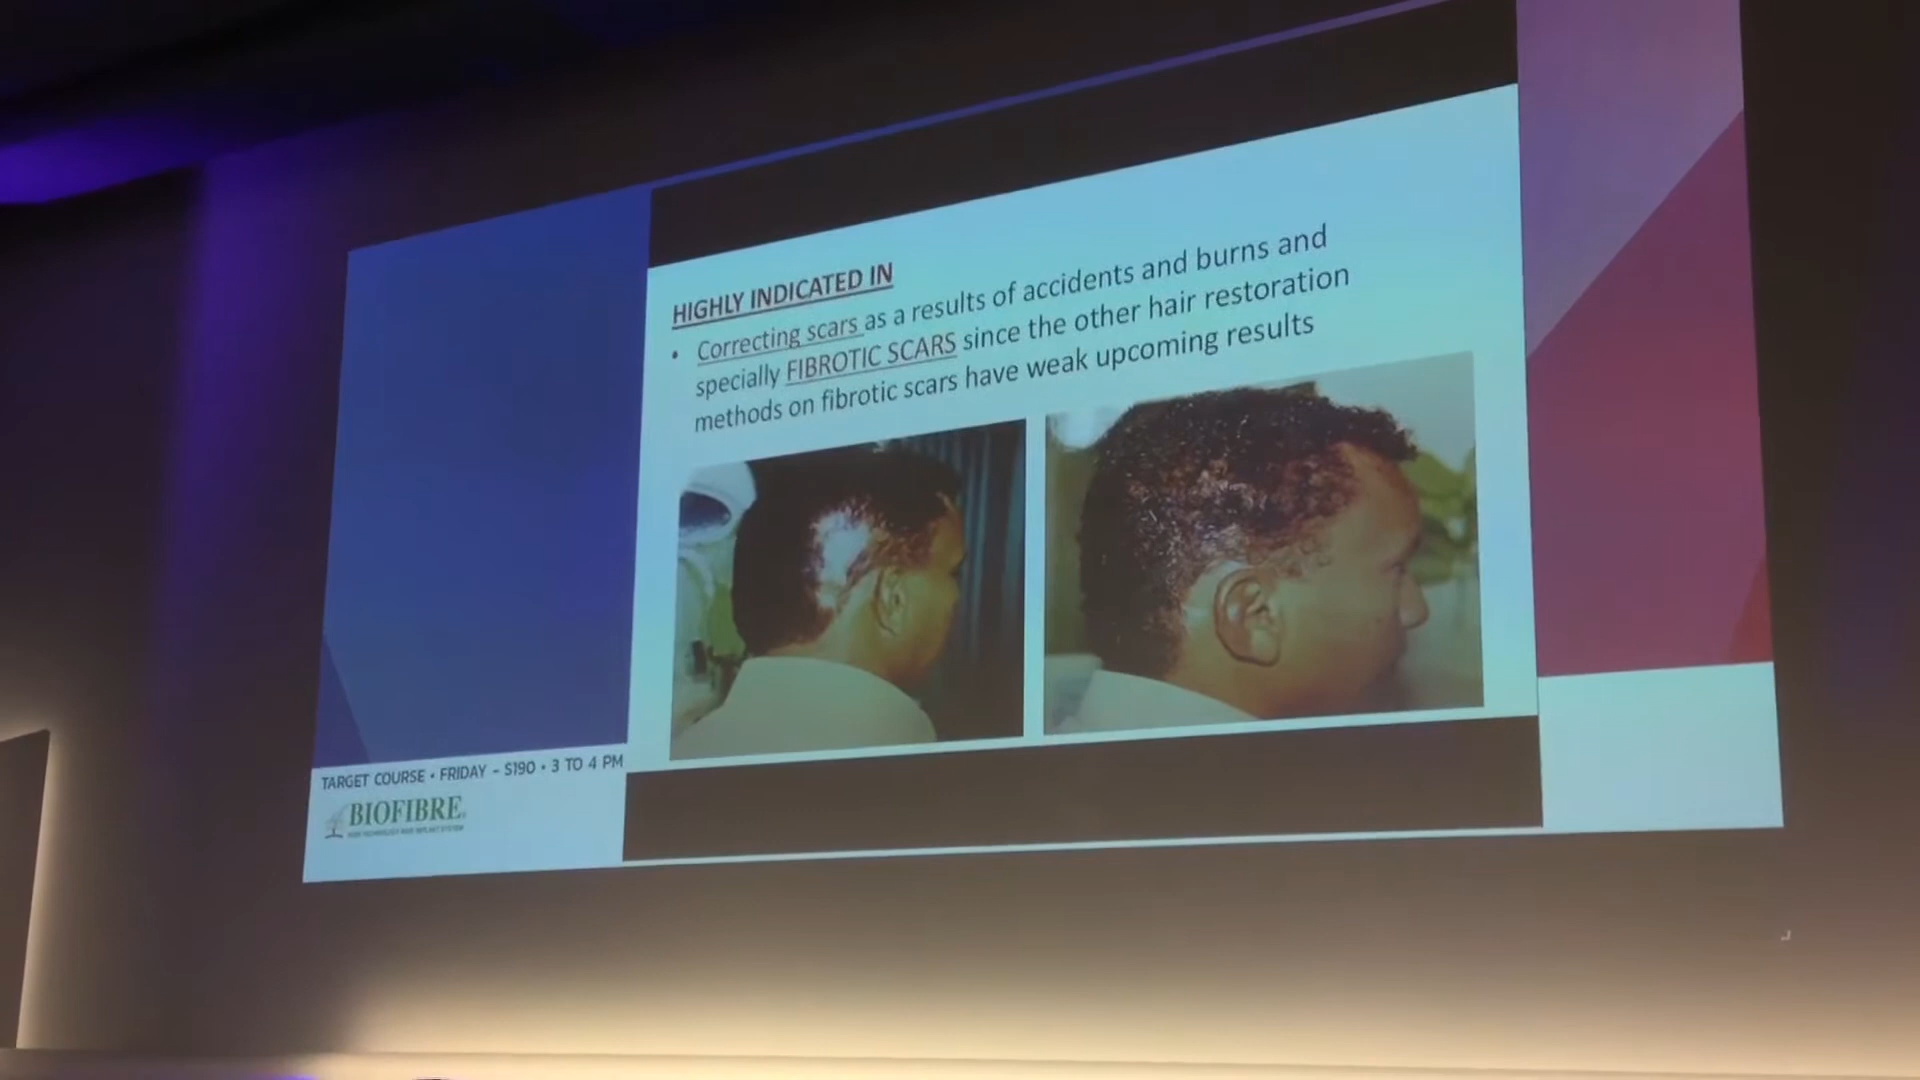 HIGHLY INDICATED IN
• Correcting scars as a results of accidents and burns and
specially FIBROTIC SCARS since the other hair restoration
methods on fibrotic scars have weak upcoming results
TARGET COURSE • FRIDAY – S190 • 3 TO 4 PM
BIOFIBRE